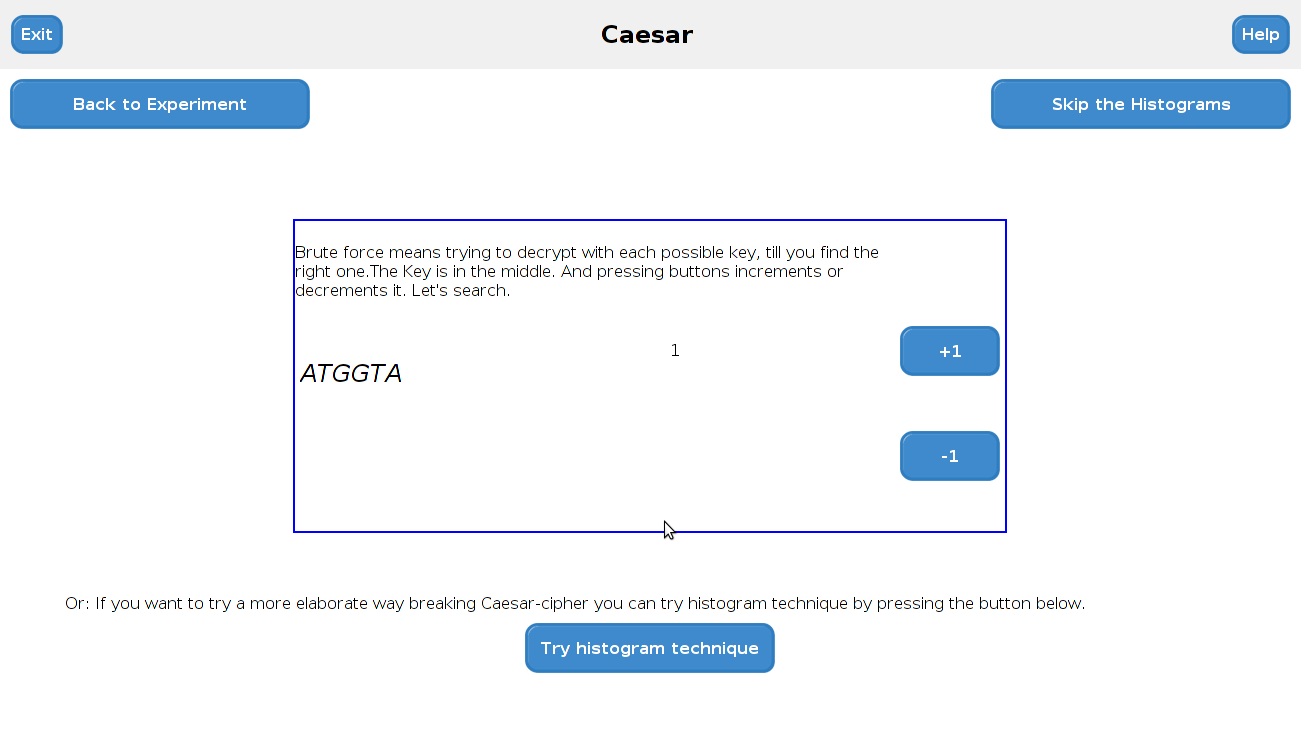 Exit
Caesar
Help
Back to Experiment
Skip the Histograms
Brute force means trying to decrypt with each possible key, till you find the
right one.The Key is in the middle. And pressing buttons increments or
decrements it. Let's search.
1
+1
ATGGTA
-1
Or: If you want to try a more elaborate way breaking Caesar-cipher you can try histogram technique by pressing the button below.
Try histogram technique